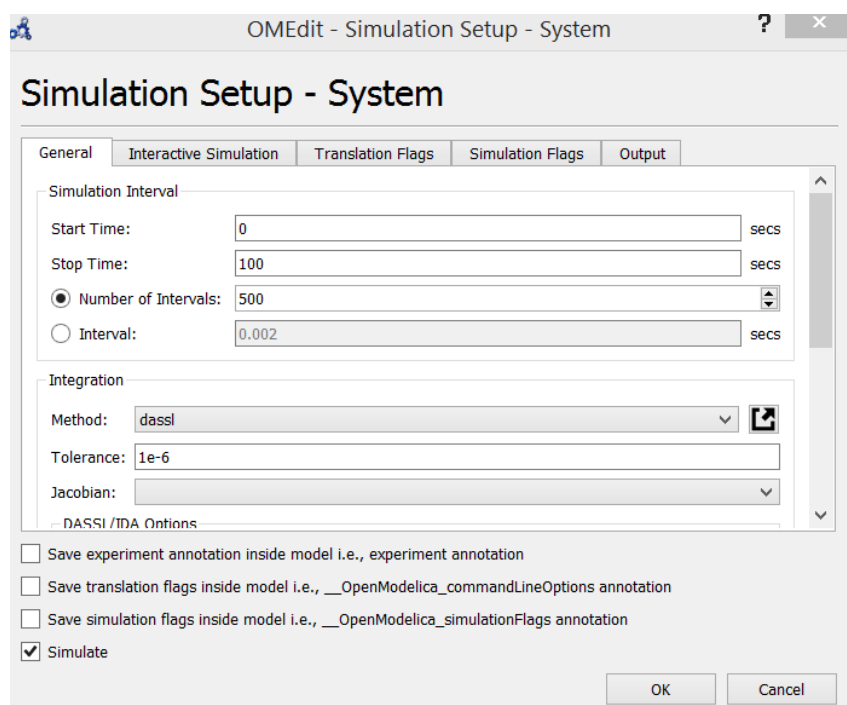 OMEdit - Simulation Setup - System ? ×
Simulation Setup - System
General Interactive Simulation Translation Flags Simulation Flags Output
Simulation Interval
Start Time: 0 secs
Stop Time: 100 secs
Number of Intervals: 500
Interval: 0.002 secs
Integration
Method: dassl
Tolerance: 1e-6
Jacobian:
DASSL/IDA Options
Save experiment annotation inside model i.e., experiment annotation
Save translation flags inside model i.e., __OpenModelica_commandLineOptions annotation
Save simulation flags inside model i.e., __OpenModelica_simulationFlags annotation
Simulate
OK Cancel